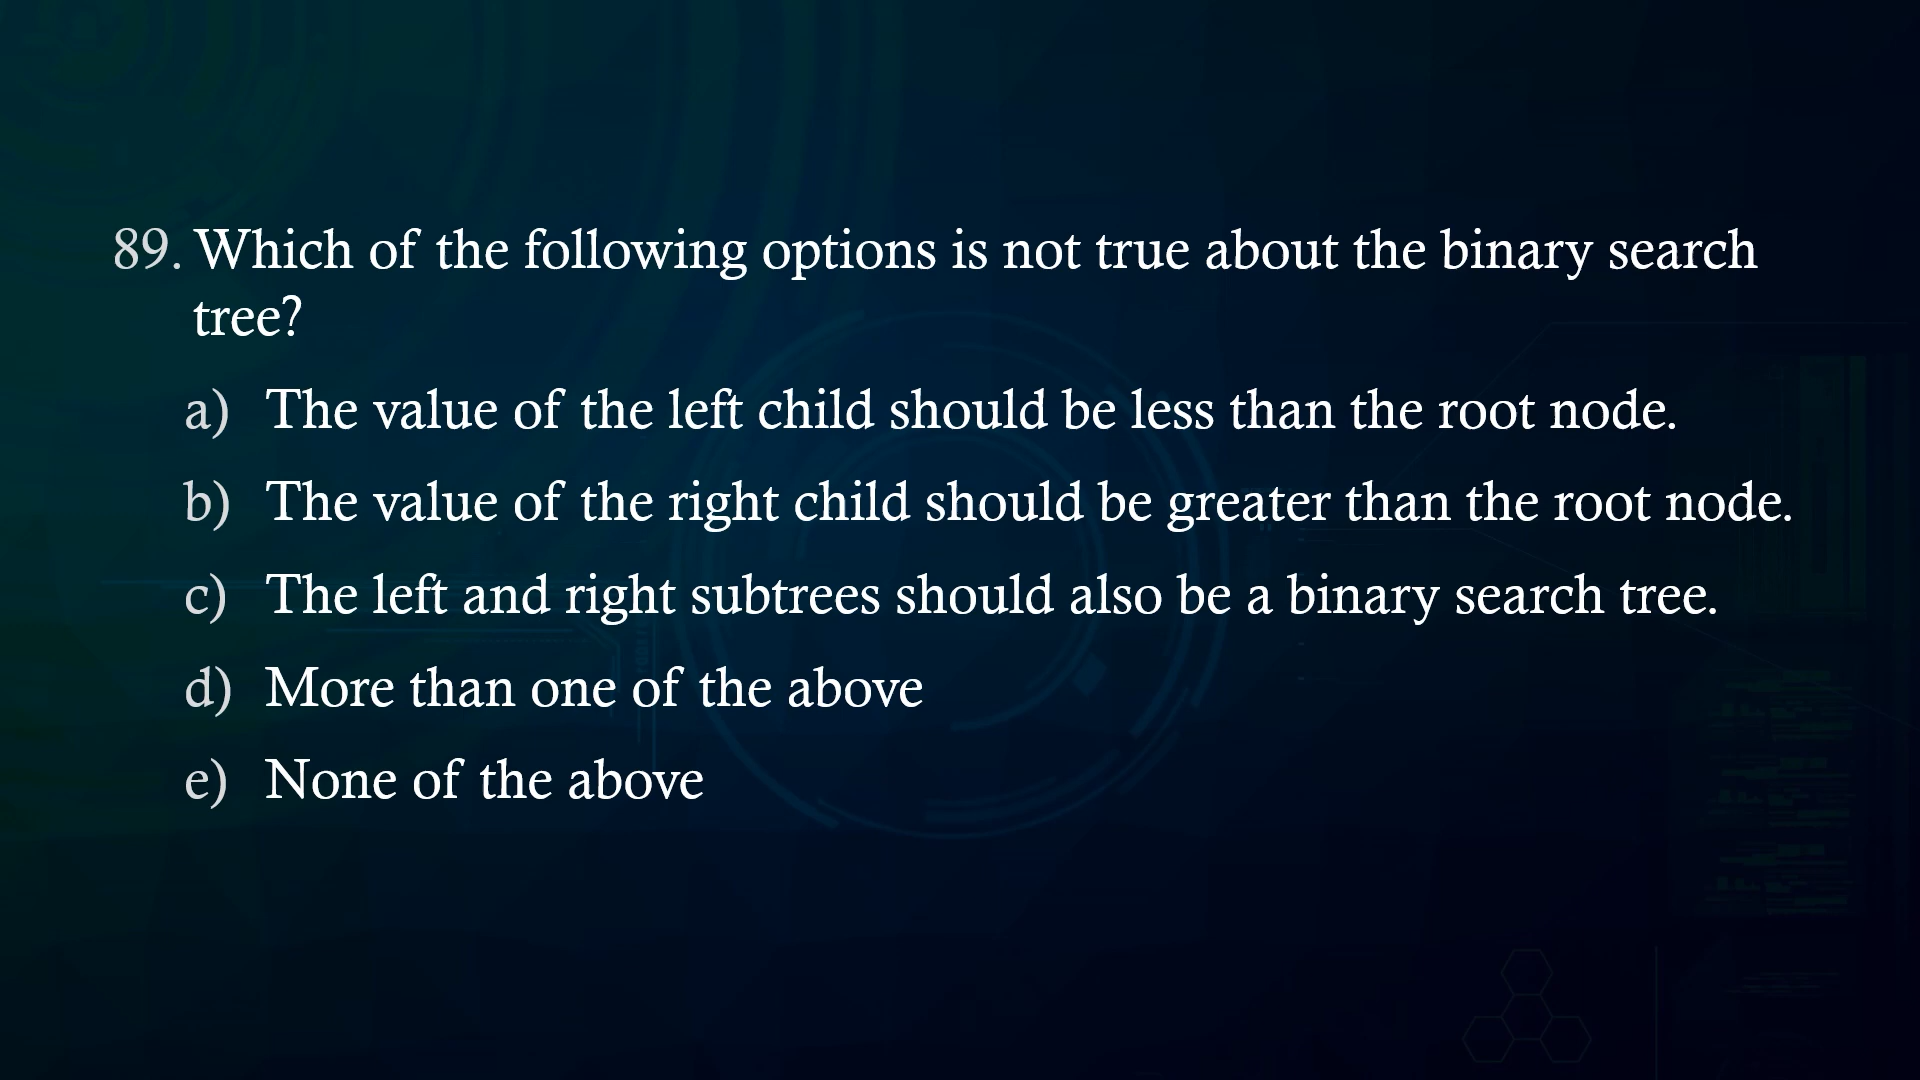 89. Which of the following options is not true about the binary search
tree?
a) The value of the left child should be less than the root node.
b) The value of the right child should be greater than the root node.
c) The left and right subtrees should also be a binary search tree.
d) More than one of the above
e) None of the above